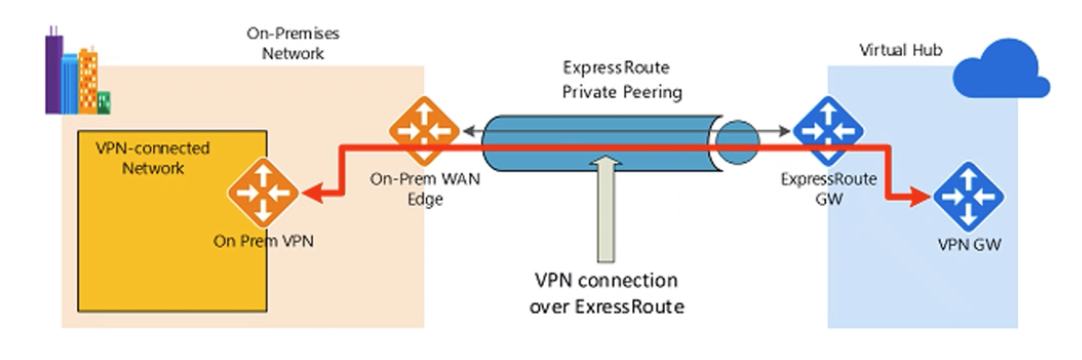 On-Premises
Network
Virtual Hub
ExpressRoute
Private Peering
VPN-connected
Network
On-Prem WAN
Edge
ExpressRoute
GW
On Prem VPN
VPN GW
VPN connection
over ExressRoute